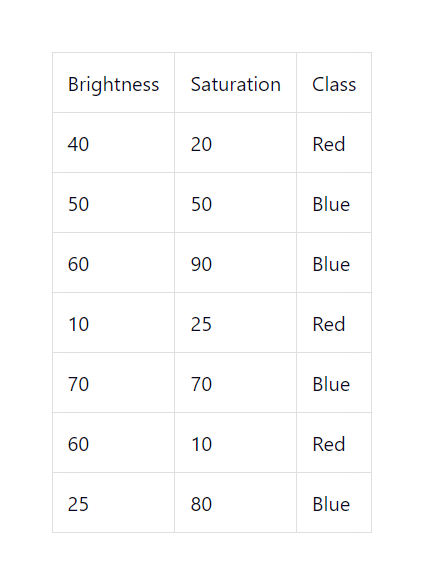 Brightness Saturation Class
40 20 Red
50 50 Blue
60 90 Blue
10 25 Red
70 70 Blue
60 10 Red
25 80 Blue